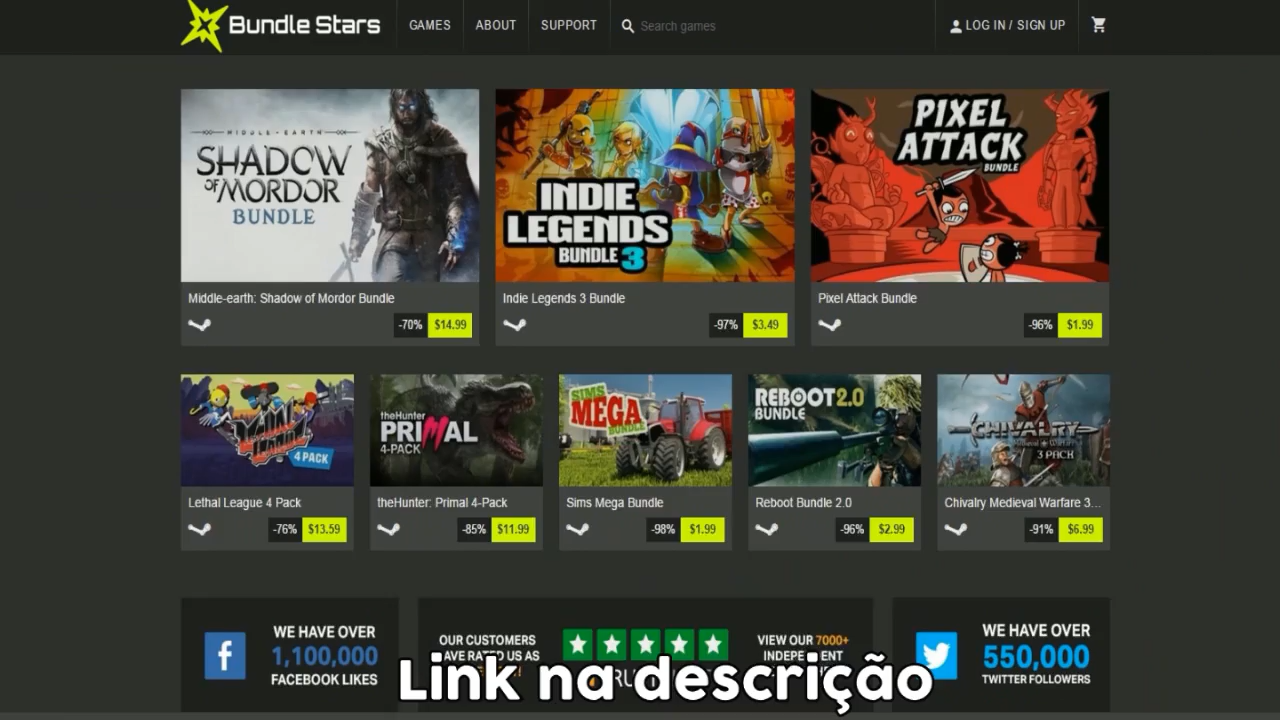 Bundle Stars
GAMES
ABOUT
SUPPORT
Search games
LOG IN / SIGN UP
MIDDLE-EARTH
SHADOW
OF MORDOR
BUNDLE
INDIE
LEGENDS
BUNDLE 3
PIXEL
ATTACK
BUNDLE
Middle-earth: Shadow of Mordor Bundle
-70% $14.99
Indie Legends 3 Bundle
-97% $3.49
Pixel Attack Bundle
-96% $1.99
4 PACK
theHunter
PRIMAL
4-PACK
SIMS
MEGA
BUNDLE
REBOOT2.0
BUNDLE
CHIVALRY
Medieval Warfare
3 PACK
Lethal League 4 Pack
-76% $13.59
theHunter: Primal 4-Pack
-85% $11.99
Sims Mega Bundle
-98% $1.99
Reboot Bundle 2.0
-96% $2.99
Chivalry Medieval Warfare 3...
-91% $6.99
WE HAVE OVER
1,100,000
FACEBOOK LIKES
OUR CUSTOMERS
RATED US AS
VIEW OUR 7000+
WE HAVE OVER
550,000
TWITTER FOLLOWERS
Link na descrição